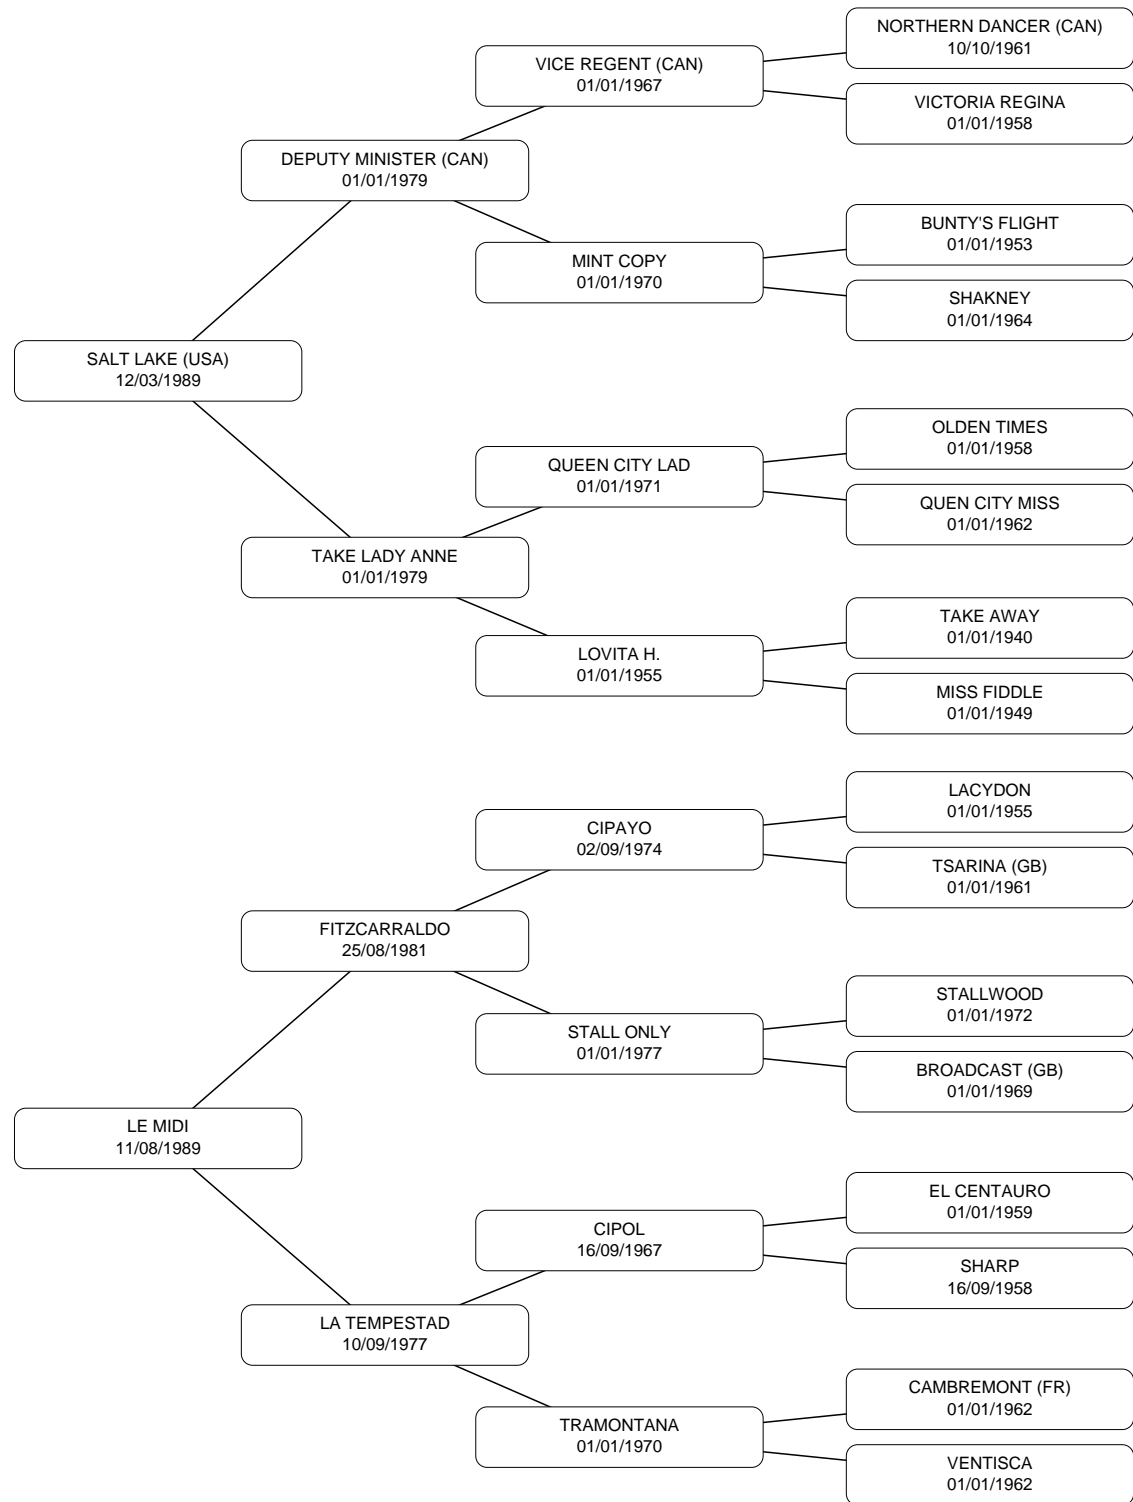 NORTHERN DANCER (CAN)
10/10/1961
VICE REGENT (CAN)
01/01/1967
VICTORIA REGINA
01/01/1958
DEPUTY MINISTER (CAN)
01/01/1979
BUNTY'S FLIGHT
01/01/1953
MINT COPY
01/01/1970
SHAKNEY
01/01/1964
SALT LAKE (USA)
12/03/1989
OLDEN TIMES
01/01/1958
QUEEN CITY LAD
01/01/1971
QUEN CITY MISS
01/01/1962
TAKE LADY ANNE
01/01/1979
TAKE AWAY
01/01/1940
LOVITA H.
01/01/1955
MISS FIDDLE
01/01/1949
LACYDON
01/01/1955
CIPAYO
02/09/1974
TSARINA (GB)
01/01/1961
FITZCARRALDO
25/08/1981
STALLWOOD
01/01/1972
STALL ONLY
01/01/1977
BROADCAST (GB)
01/01/1969
LE MIDI
11/08/1989
EL CENTAURO
01/01/1959
CIPOL
16/09/1967
SHARP
16/09/1958
LA TEMPESTAD
10/09/1977
CAMBREMONT (FR)
01/01/1962
TRAMONTANA
01/01/1970
VENTISCA
01/01/1962